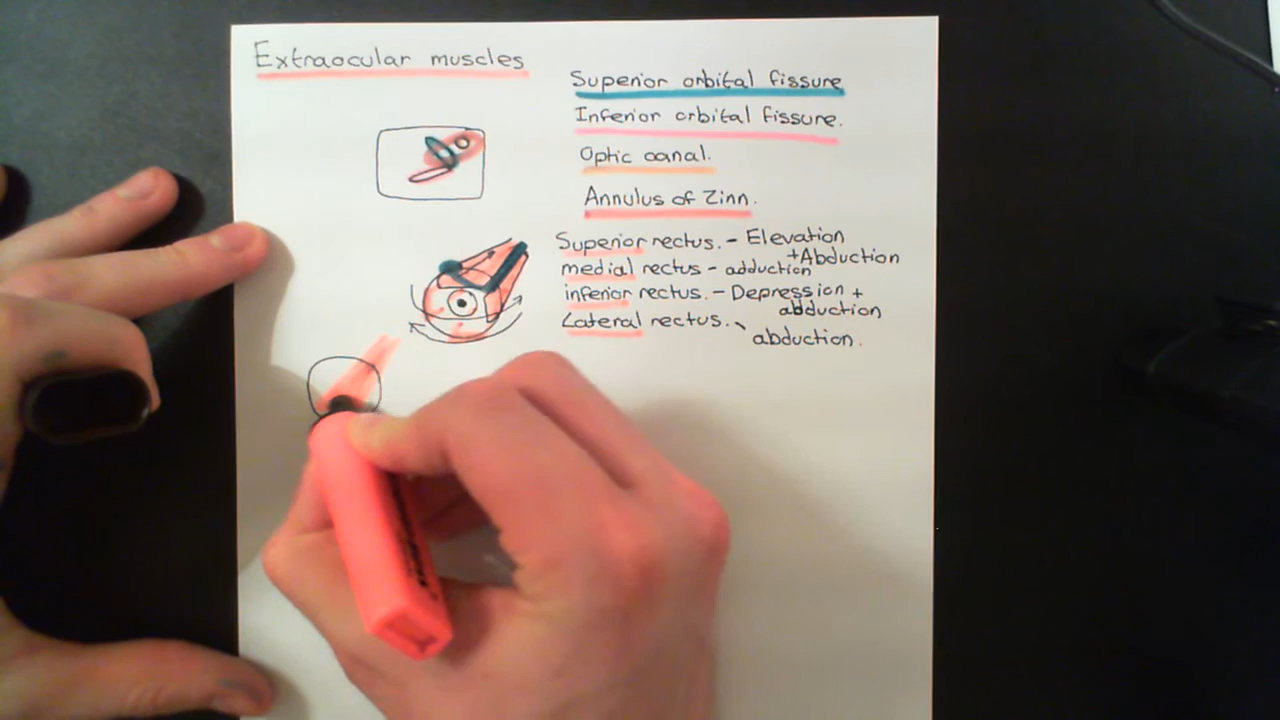 Extraocular muscles
Superior orbital fissure
Inferior orbital fissure.
Optic canal.
Annulus of Zinn.
Superior rectus. - Elevation
+Abduction
medial rectus - adduction
inferior rectus. - Depression +
abduction
Lateral rectus.
abduction.